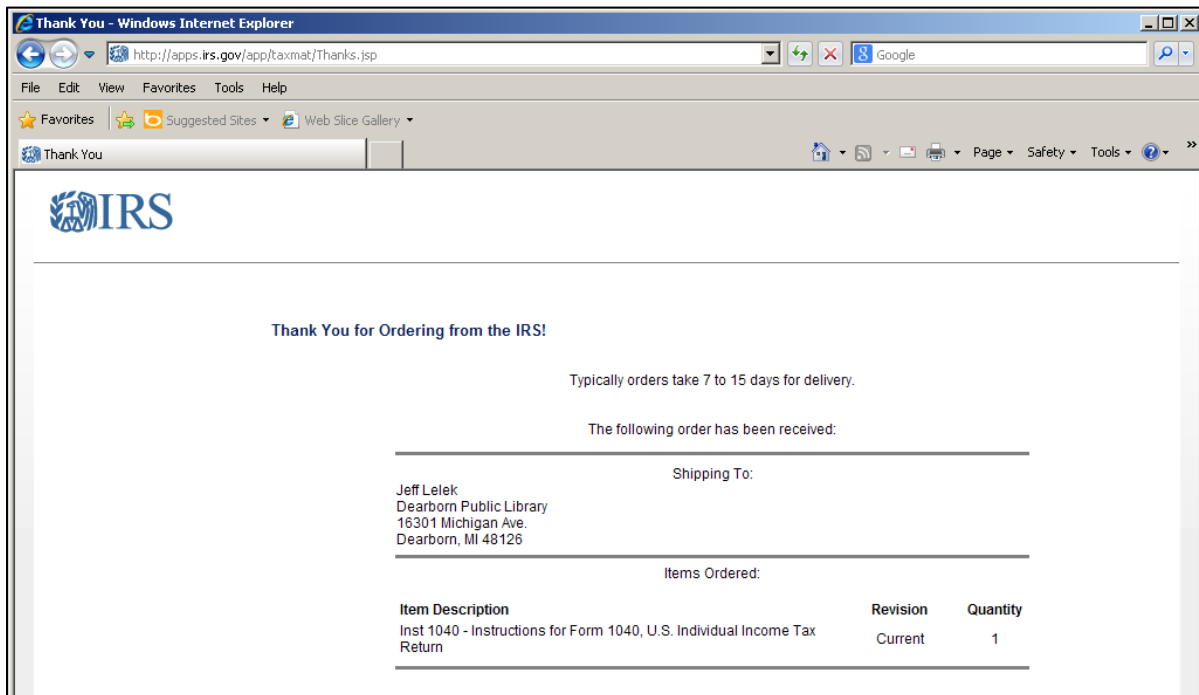 Thank You - Windows Internet Explorer
http://apps.irs.gov/app/taxmat/Thanks.jsp
Google
File Edit View Favorites Tools Help
Favorites Suggested Sites Web Slice Gallery
Thank You
Page Safety Tools »
IRS
Thank You for Ordering from the IRS!
Typically orders take 7 to 15 days for delivery.
The following order has been received:
Shipping To:
Jeff Lelek
Dearborn Public Library
16301 Michigan Ave.
Dearborn, MI 48126
Items Ordered:
Item Description Revision Quantity
Inst 1040 - Instructions for Form 1040, U.S. Individual Income Tax
Return Current 1